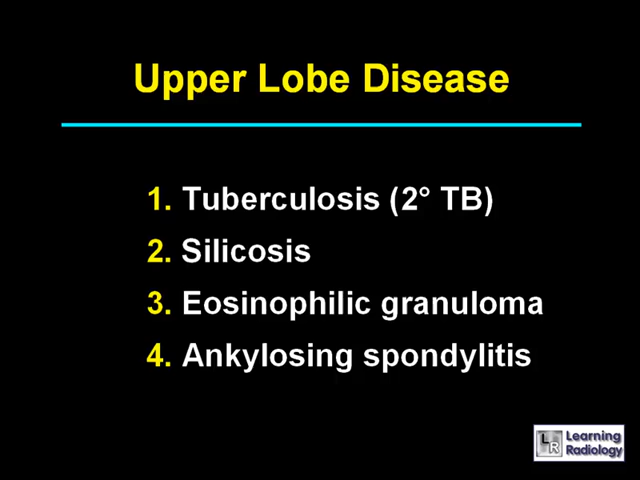 Upper Lobe Disease
1. Tuberculosis (2° TB)
2. Silicosis
3. Eosinophilic granuloma
4. Ankylosing spondylitis
LR Learning
Radiology